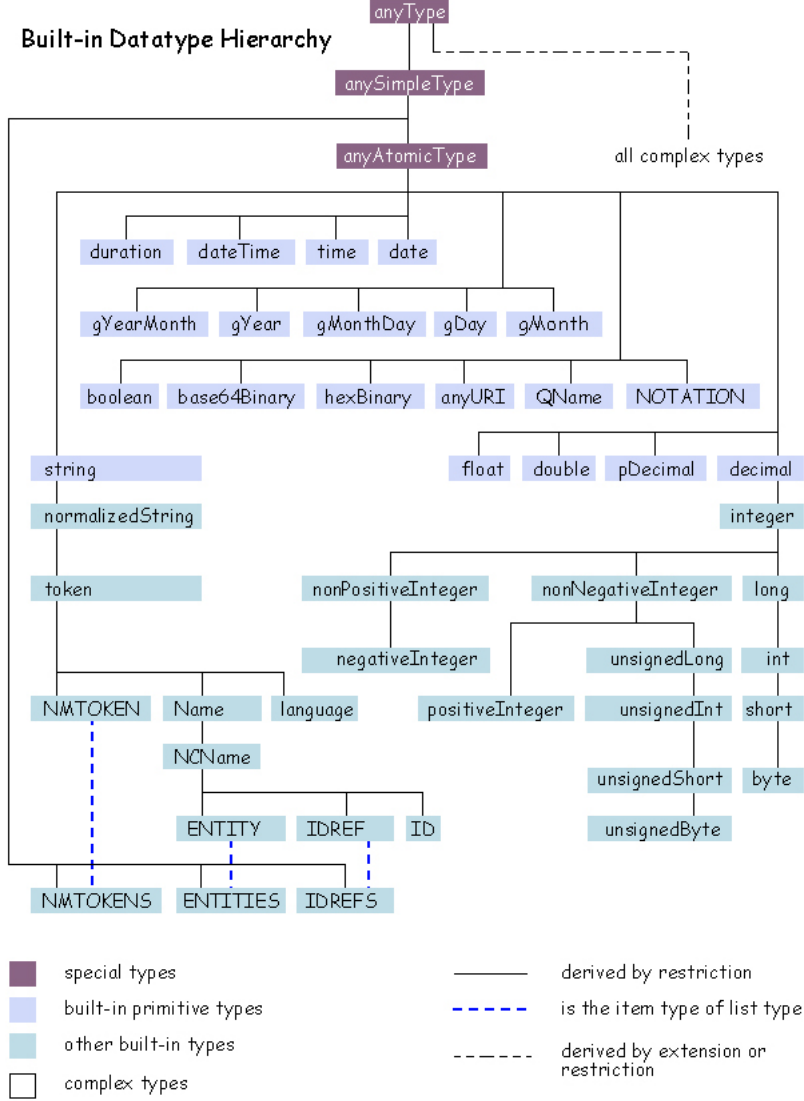 anyType
Built-in Datatype Hierarchy
anySimpleType
anyAtomicType
all complex types
duration dateTime time date
gYearMonth gYear gMonthDay gDay gMonth
boolean base64Binary hexBinary anyURI QName NOTATION
string float double pDecimal decimal
normalizedString integer
token nonPositiveInteger nonNegativeInteger long
negativeInteger unsignedLong int
NMTOKEN Name language positiveInteger unsignedInt short
NCName
unsignedShort byte
ENTITY IDREF ID unsignedByte
NMTOKENS ENTITIES IDREFS
special types derived by restriction
built-in primitive types is the item type of list type
other built-in types derived by extension or
restriction
complex types